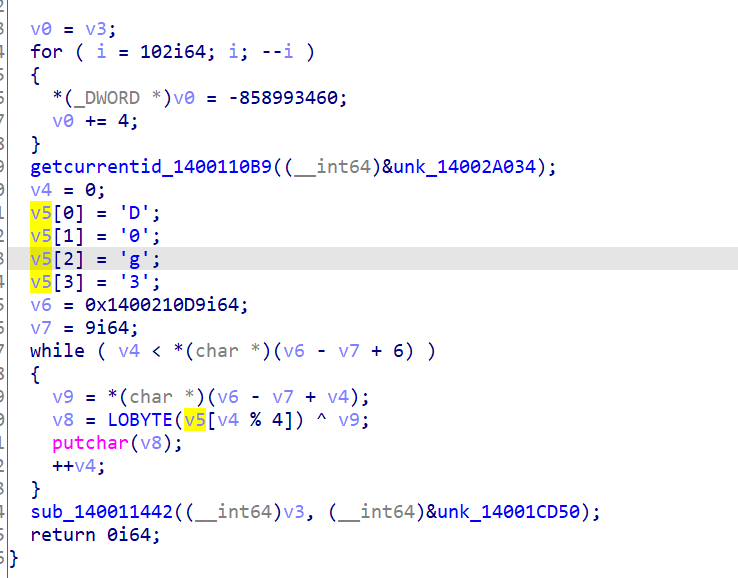 v0 = v3;
for ( i = 102i64; i; --i )
{
*(_DWORD *)v0 = -858993460;
v0 += 4;
}
getcurrentid_1400110B9((__int64)&unk_14002A034);
v4 = 0;
v5[0] = 'D';
v5[1] = '0';
v5[2] = 'g';
v5[3] = '3';
v6 = 0x1400210D9i64;
v7 = 9i64;
while ( v4 < *(char *)(v6 - v7 + 6) )
{
v9 = *(char *)(v6 - v7 + v4);
v8 = LOBYTE(v5[v4 % 4]) ^ v9;
putchar(v8);
++v4;
}
sub_140011442((__int64)v3, (__int64)&unk_14001CD50);
return 0i64;
}